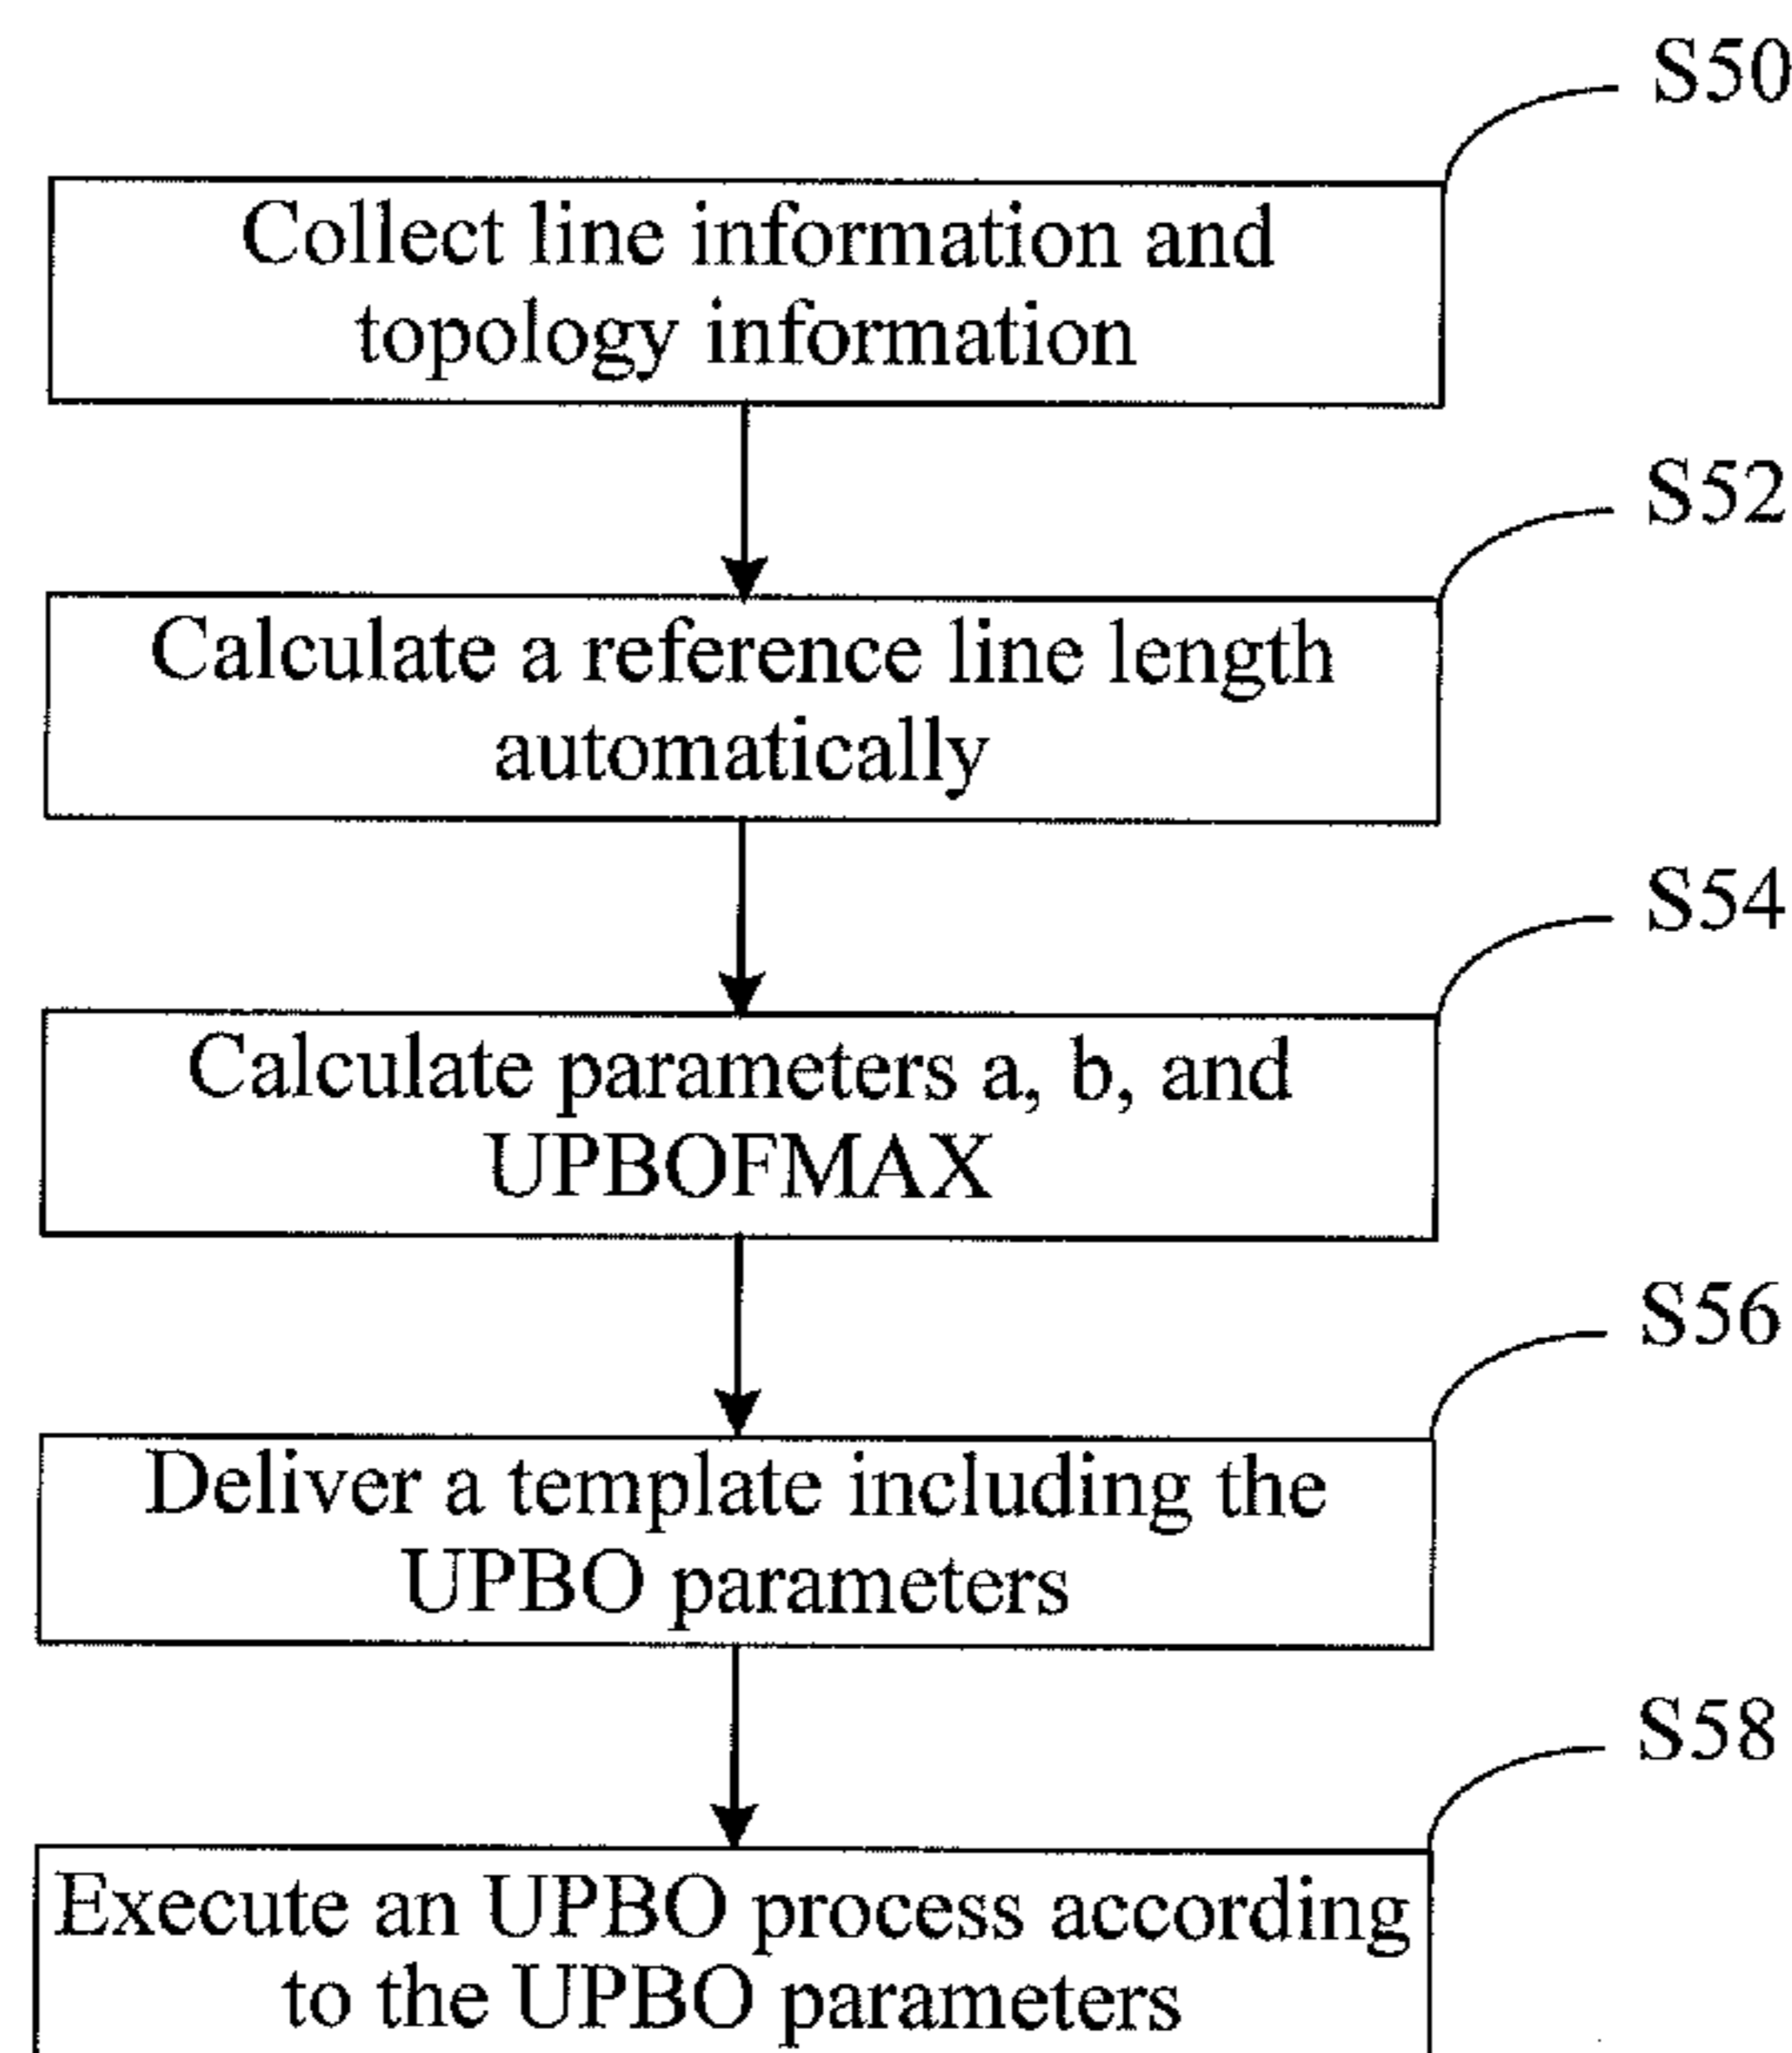 S50
Collect line information and
topology information
S52
Calculate a reference line length
automatically
S54
Calculate parameters a, b, and
UPBOFMAX
S56
Deliver a template including the
UPBO parameters
S58
Execute an UPBO process according
to the UPBO parameters